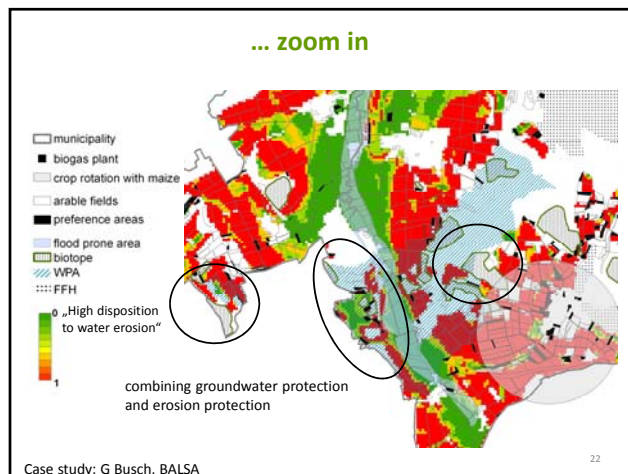 ... zoom in
municipality
biogas plant
crop rotation with maize
arable fields
preference areas
flood prone area
biotope
WPA
FFH
0
„High disposition
to water erosion“
1
combining groundwater protection
and erosion protection
Case study: G Busch, BALSA
22